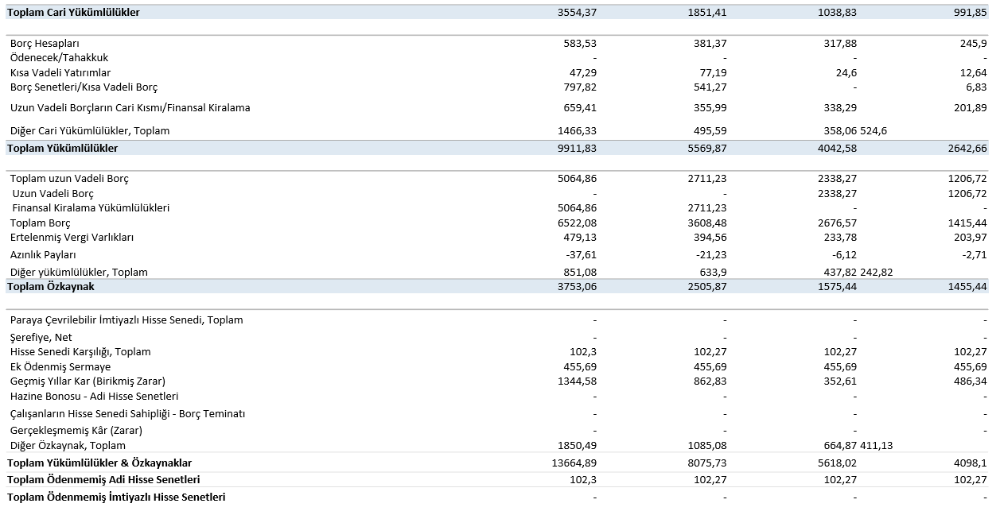 Toplam Cari Yükümlülükler 3554,37 1851,41 1038,83 991,85
Borç Hesapları 583,53 381,37 317,88 245,9
Ödenecek/Tahakkuk - - - -
Kısa Vadeli Yatırımlar 47,29 77,19 24,6 12,64
Borç Senetleri/Kısa Vadeli Borç 797,82 541,27 - 6,83
Uzun Vadeli Borçların Cari Kısmı/Finansal Kiralama 659,41 355,99 338,29 201,89
Diğer Cari Yükümlülükler, Toplam 1466,33 495,59 358,06 524,6
Toplam Yükümlülükler 9911,83 5569,87 4042,58 2642,66
Toplam uzun Vadeli Borç 5064,86 2711,23 2338,27 1206,72
Uzun Vadeli Borç - - 2338,27 1206,72
Finansal Kiralama Yükümlülükleri 5064,86 2711,23 - -
Toplam Borç 6522,08 3608,48 2676,57 1415,44
Ertelenmiş Vergi Varlıkları 479,13 394,56 233,78 203,97
Azınlık Payları -37,61 -21,23 -6,12 -2,71
Diğer yükümlülükler, Toplam 851,08 633,9 437,82 242,82
Toplam Özkaynak 3753,06 2505,87 1575,44 1455,44
Paraya Çevrilebilir İmtiyazlı Hisse Senedi, Toplam - - - -
Şerefiye, Net - - - -
Hisse Senedi Karşılığı, Toplam 102,3 102,27 102,27 102,27
Ek Ödenmiş Sermaye 455,69 455,69 455,69 455,69
Geçmiş Yıllar Kar (Birikmiş Zarar) 1344,58 862,83 352,61 486,34
Hazine Bonosu - Adi Hisse Senetleri - - - -
Çalışanların Hisse Senedi Sahipliği - Borç Teminatı - - - -
Gerçekleşmemiş Kâr (Zarar) - - - -
Diğer Özkaynak, Toplam 1850,49 1085,08 664,87 411,13
Toplam Yükümlülükler & Özkaynaklar 13664,89 8075,73 5618,02 4098,1
Toplam Ödenmemiş Adi Hisse Senetleri 102,3 102,27 102,27 102,27
Toplam Ödenmemiş İmtiyazlı Hisse Senetleri - - - -